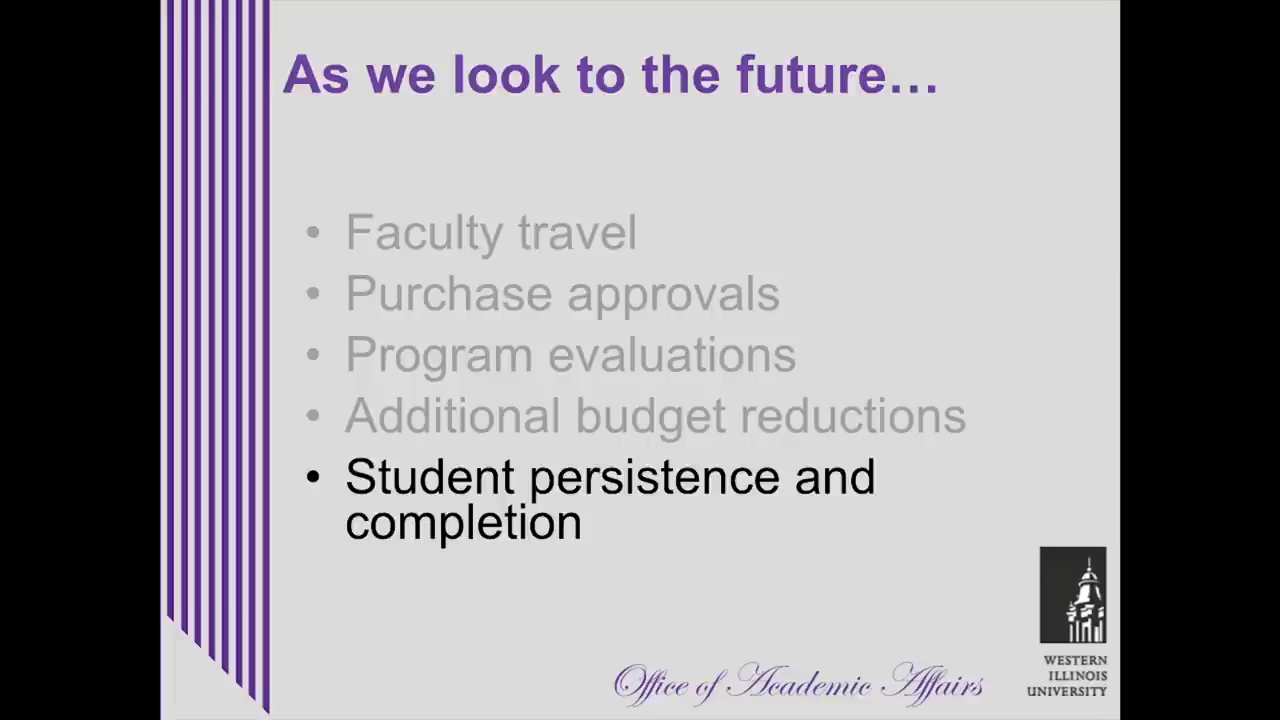 As we look to the future…
• Faculty travel
• Purchase approvals
• Program evaluations
• Additional budget reductions
• Student persistence and
completion
Office of Academic Affairs
WESTERN
ILLINOIS
UNIVERSITY